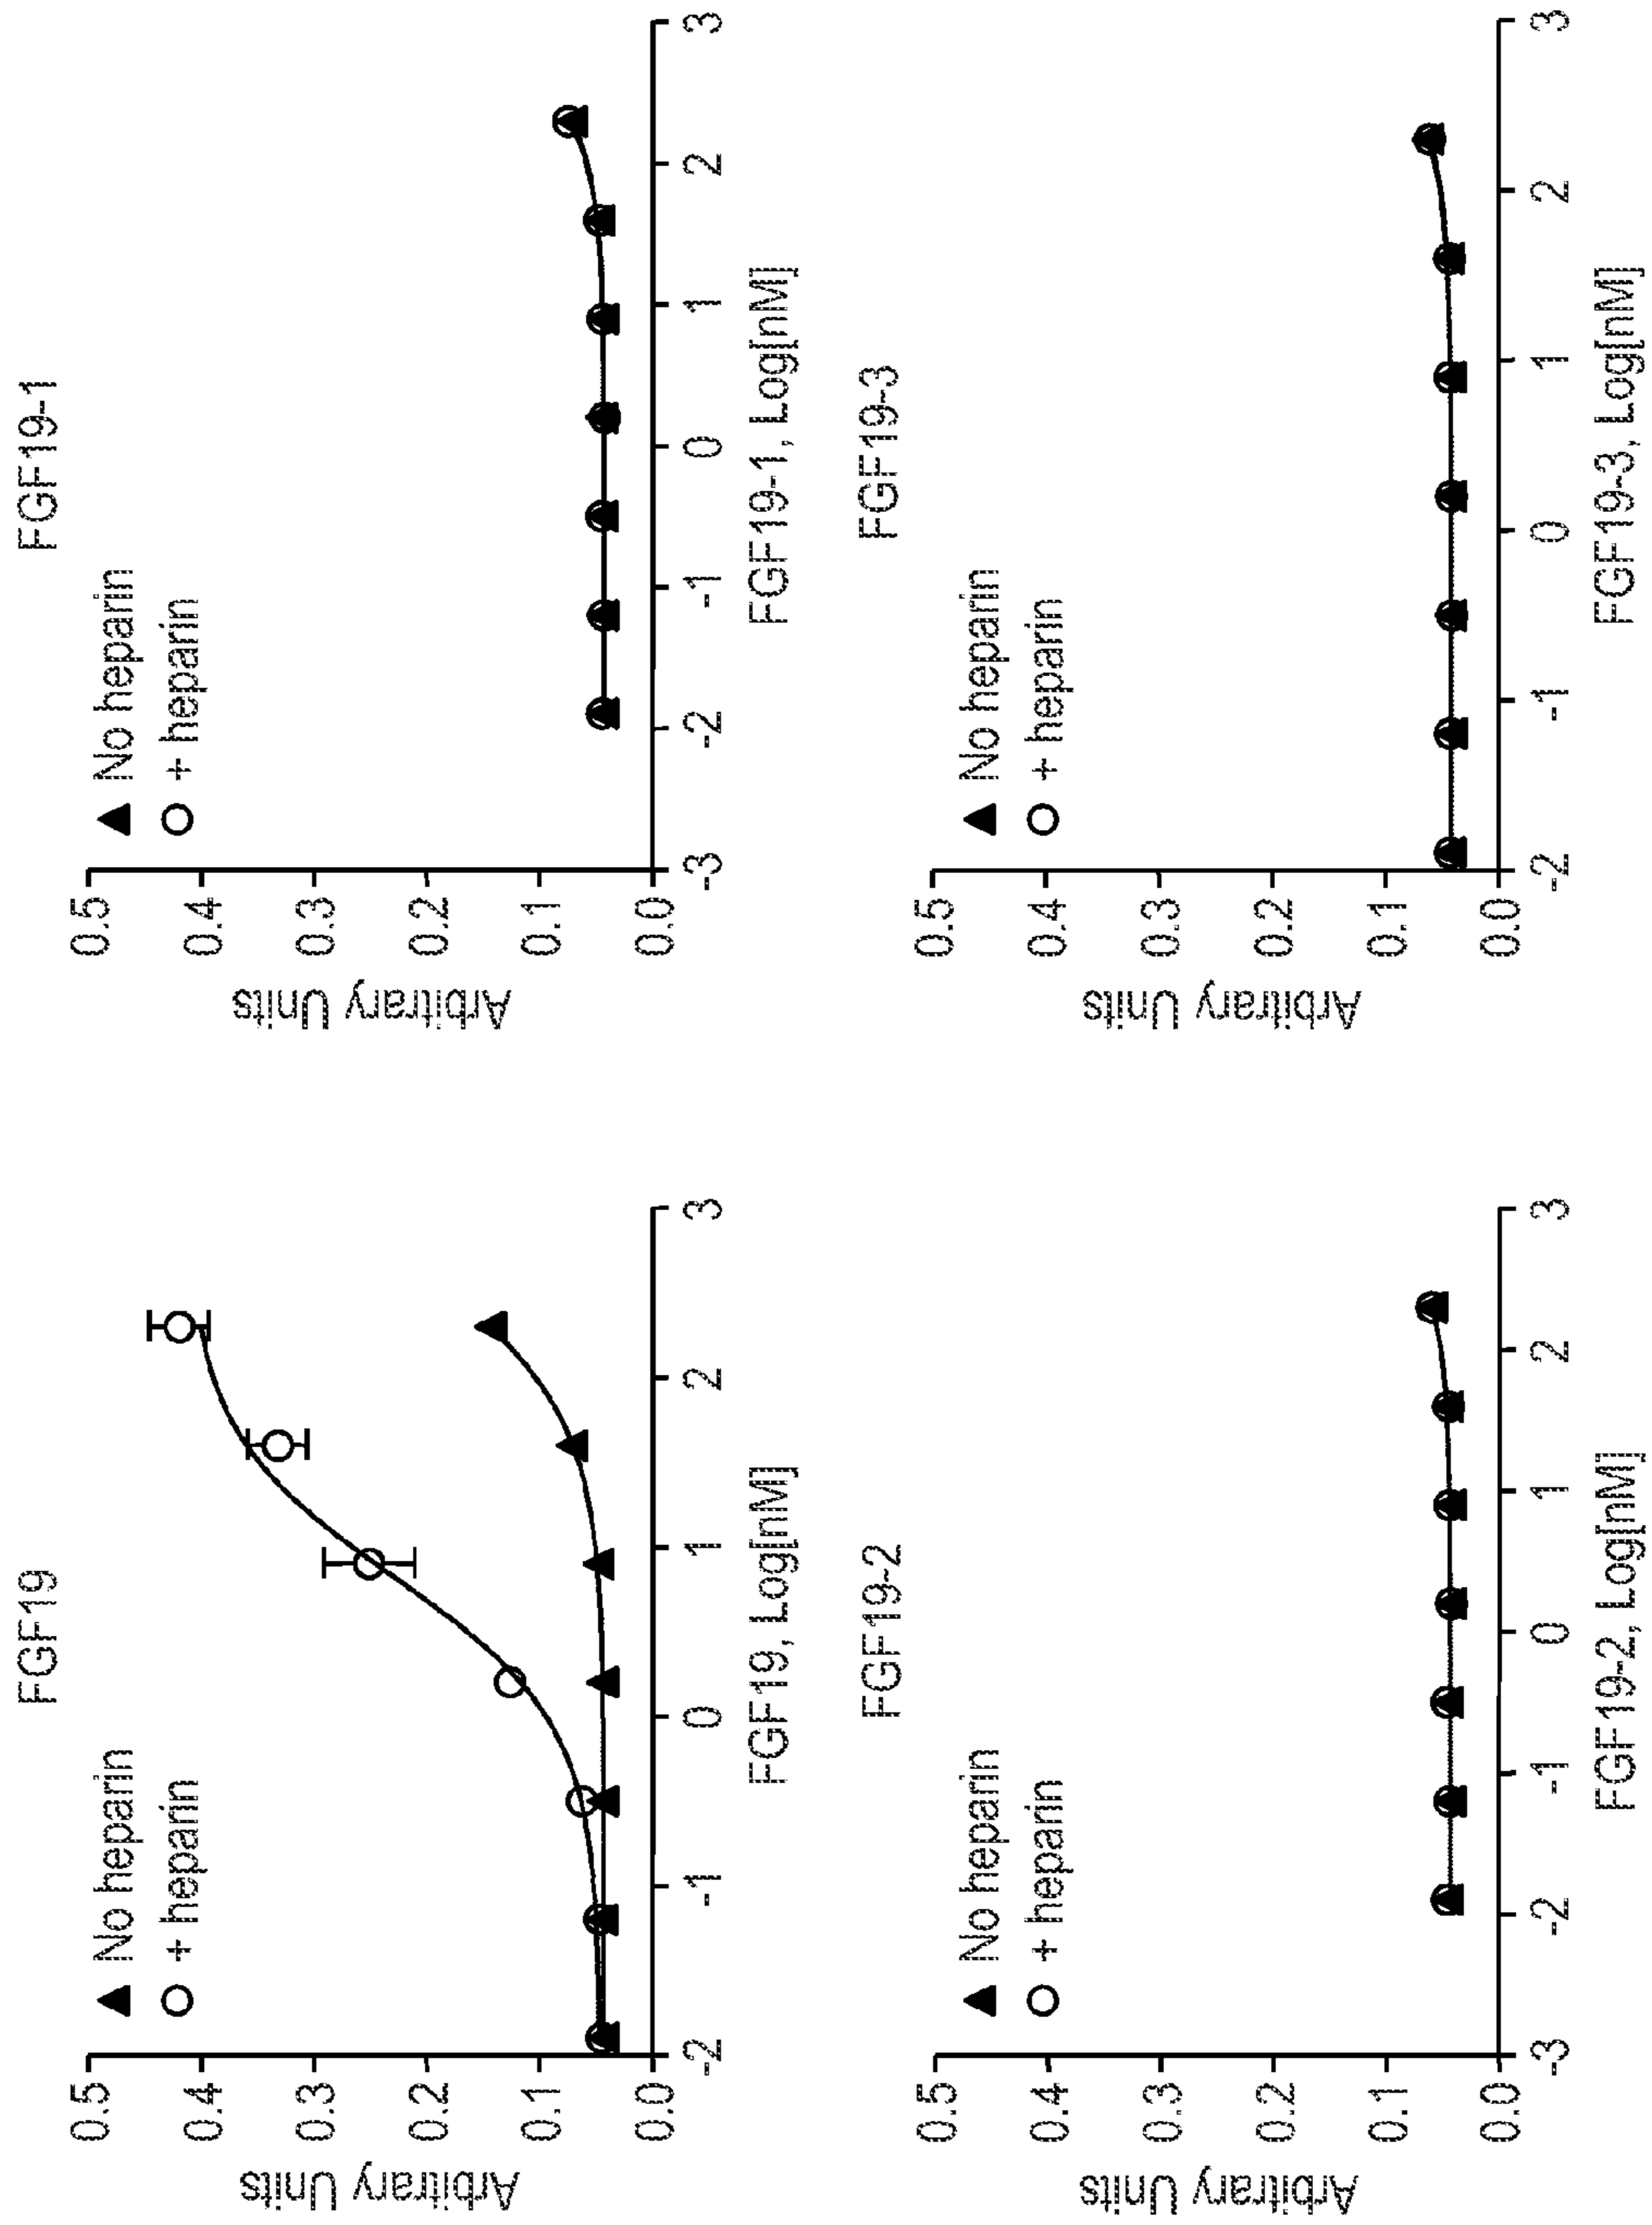 FGF19
▲ No heparin
○ + heparin
Arbitrary Units
0.5
0.4
0.3
0.2
0.1
0.0
-2 -1 0 1 2 3
FGF19, Log[nM]
FGF19-1
▲ No heparin
○ + heparin
Arbitrary Units
0.5
0.4
0.3
0.2
0.1
0.0
-3 -2 -1 0 1 2 3
FGF19-1, Log[nM]
FGF19-2
▲ No heparin
○ + heparin
Arbitrary Units
0.5
0.4
0.3
0.2
0.1
0.0
-3 -2 -1 0 1 2 3
FGF19-2, Log[nM]
FGF19-3
▲ No heparin
○ + heparin
Arbitrary Units
0.5
0.4
0.3
0.2
0.1
0.0
-2 -1 0 1 2 3
FGF19-3, Log[nM]